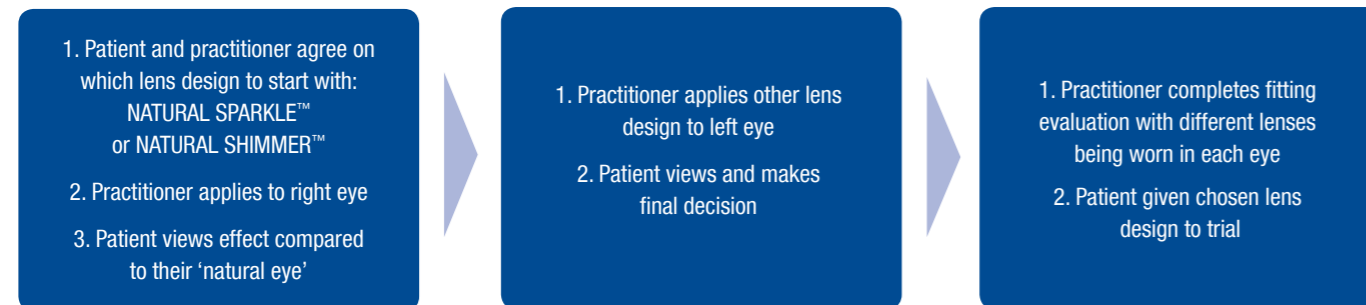 1. Patient and practitioner agree on
which lens design to start with:
NATURAL SPARKLE™
or NATURAL SHIMMER™
2. Practitioner applies to right eye
3. Patient views effect compared
to their ‘natural eye’
1. Practitioner applies other lens
design to left eye
2. Patient views and makes
final decision
1. Practitioner completes fitting
evaluation with different lenses
being worn in each eye
2. Patient given chosen lens
design to trial